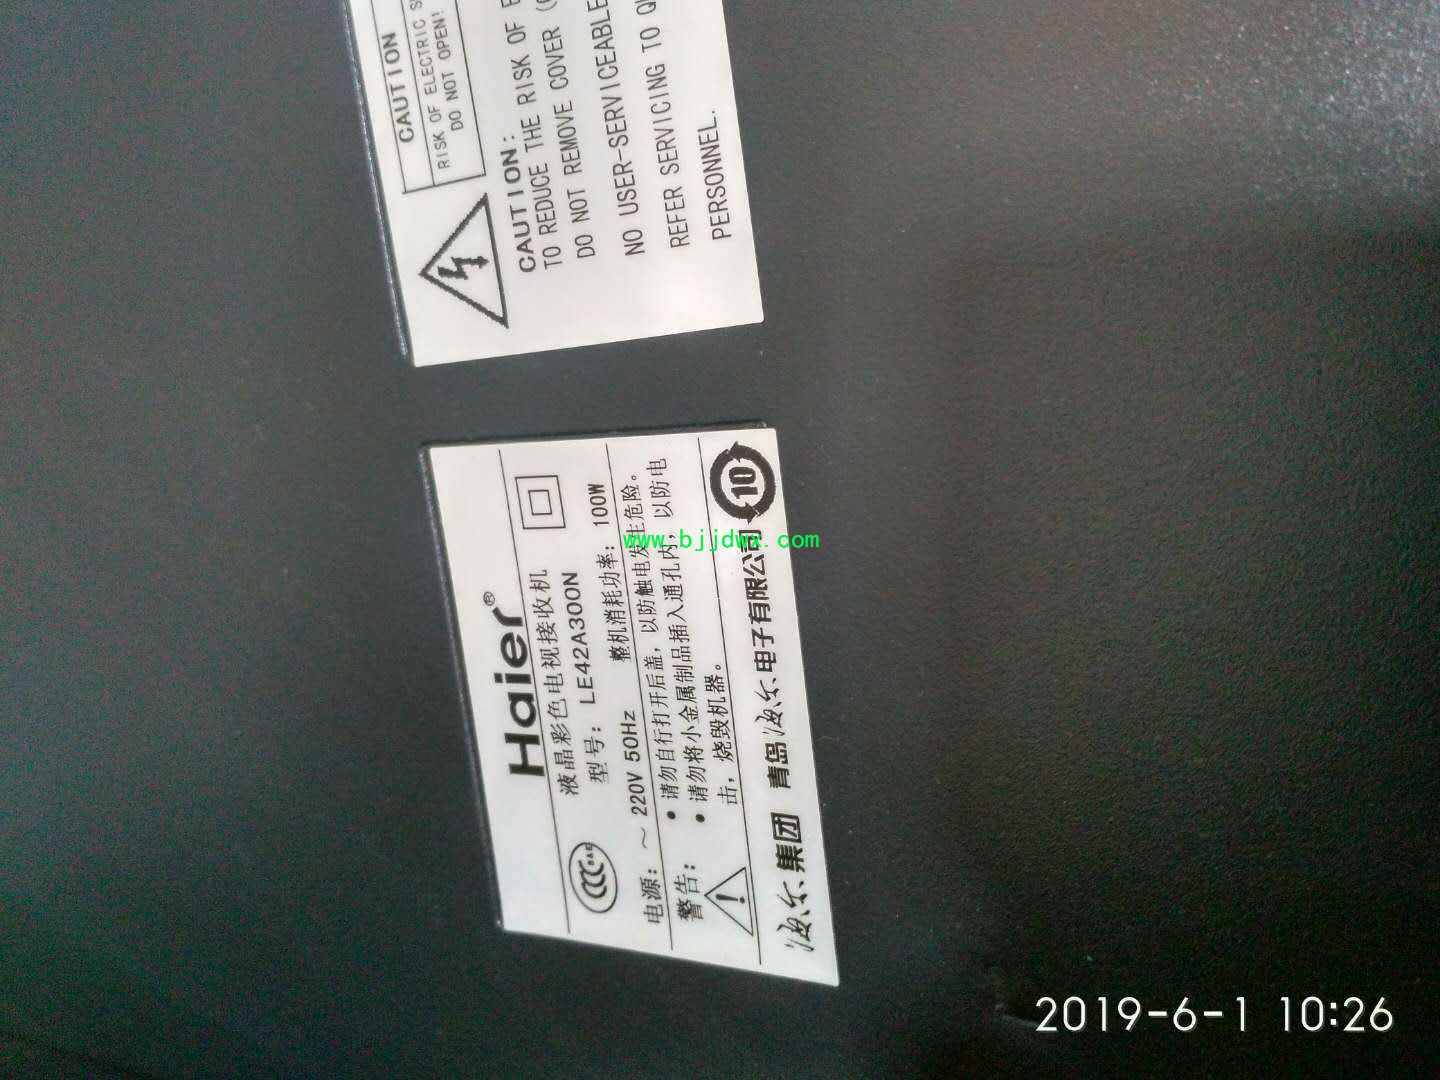 CAUTION
RISK OF ELECTRIC S
DO NOT OPEN!
CAUTION:
TO REDUCE THE RISK OF E
DO NOT REMOVE COVER (
NO USER-SERVICEABLE
REFER SERVICING TO QU
PERSONNEL.
Haier®
液晶彩色电视接收机
型号: LE42A300N
电源: ~ 220V 50Hz 整机消耗功率: 100W
警告: • 请勿自行打开后盖，以防触电发生危险。
• 请勿将小金属制品插入通孔内，以防电
击，烧毁机器。
海尔集团 青岛海尔电子有限公司
10
www.bjjdwx.com
2019-6-1 10:26